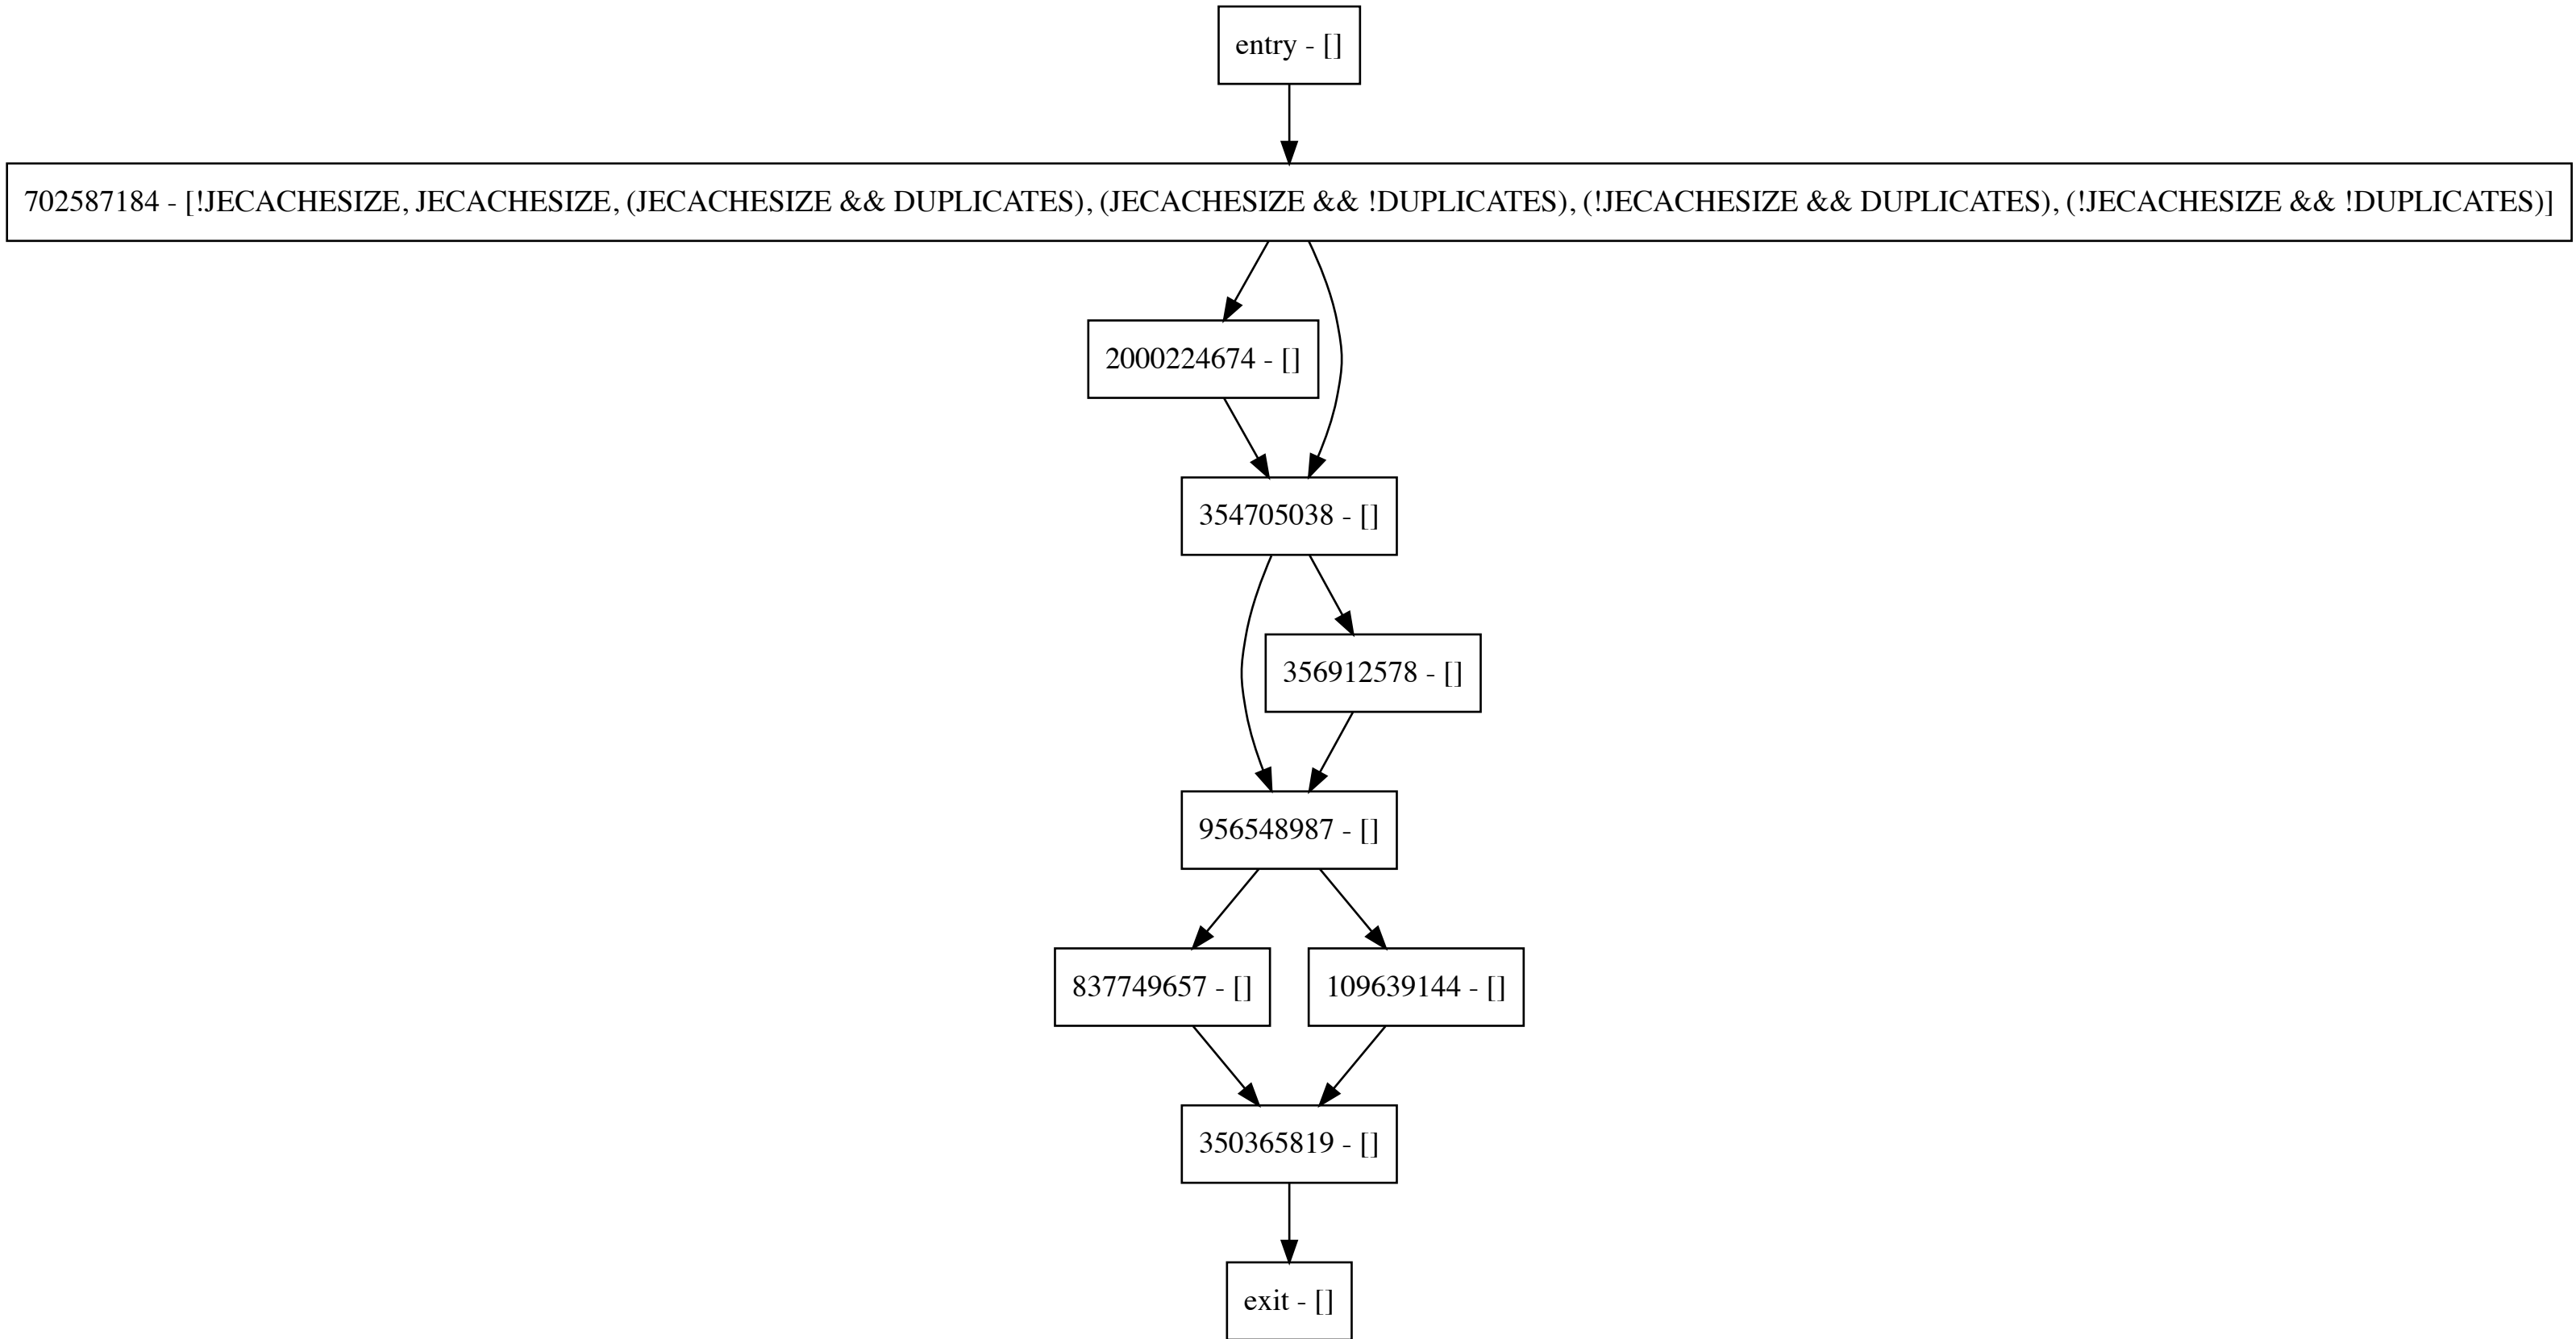 entry - []
702587184 - [!JECACHESIZE, JECACHESIZE, (JECACHESIZE && DUPLICATES), (JECACHESIZE && !DUPLICATES), (!JECACHESIZE && DUPLICATES), (!JECACHESIZE && !DUPLICATES)]
2000224674 - []
354705038 - []
356912578 - []
956548987 - []
837749657 - []
109639144 - []
350365819 - []
exit - []